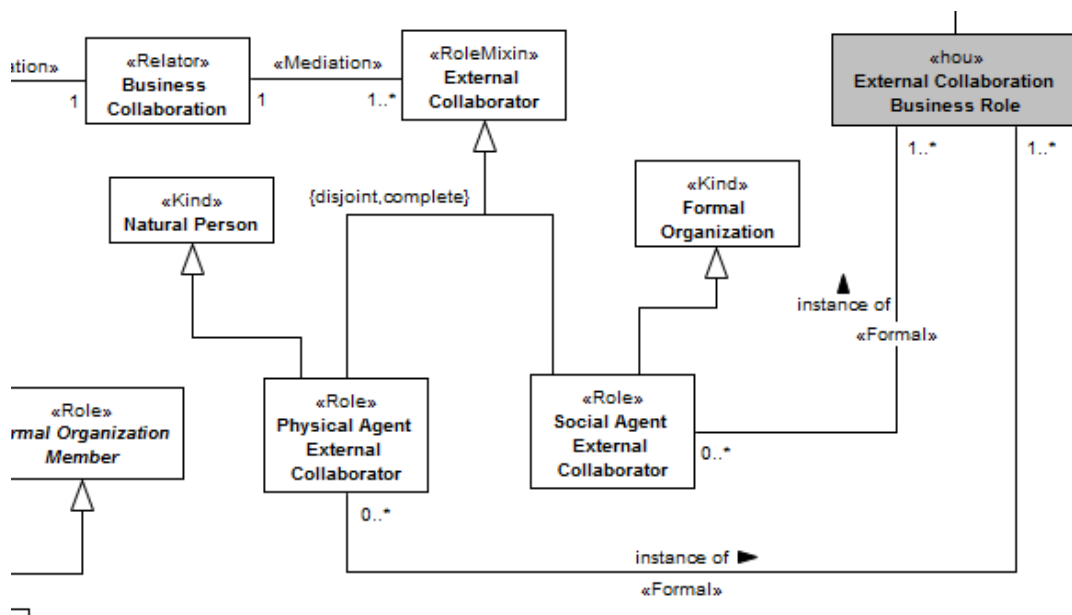 «Relator»
Business
Collaboration
«Mediation»
1
1
1..*
«RoleMixin»
External
Collaborator
«hou»
External Collaboration
Business Role
1..*
1..*
{disjoint,complete}
«Kind»
Natural Person
«Kind»
Formal
Organization
instance of
«Formal»
«Role»
Organization
Member
«Role»
Physical Agent
External
Collaborator
0..*
«Role»
Social Agent
External
Collaborator
0..*
instance of
«Formal»